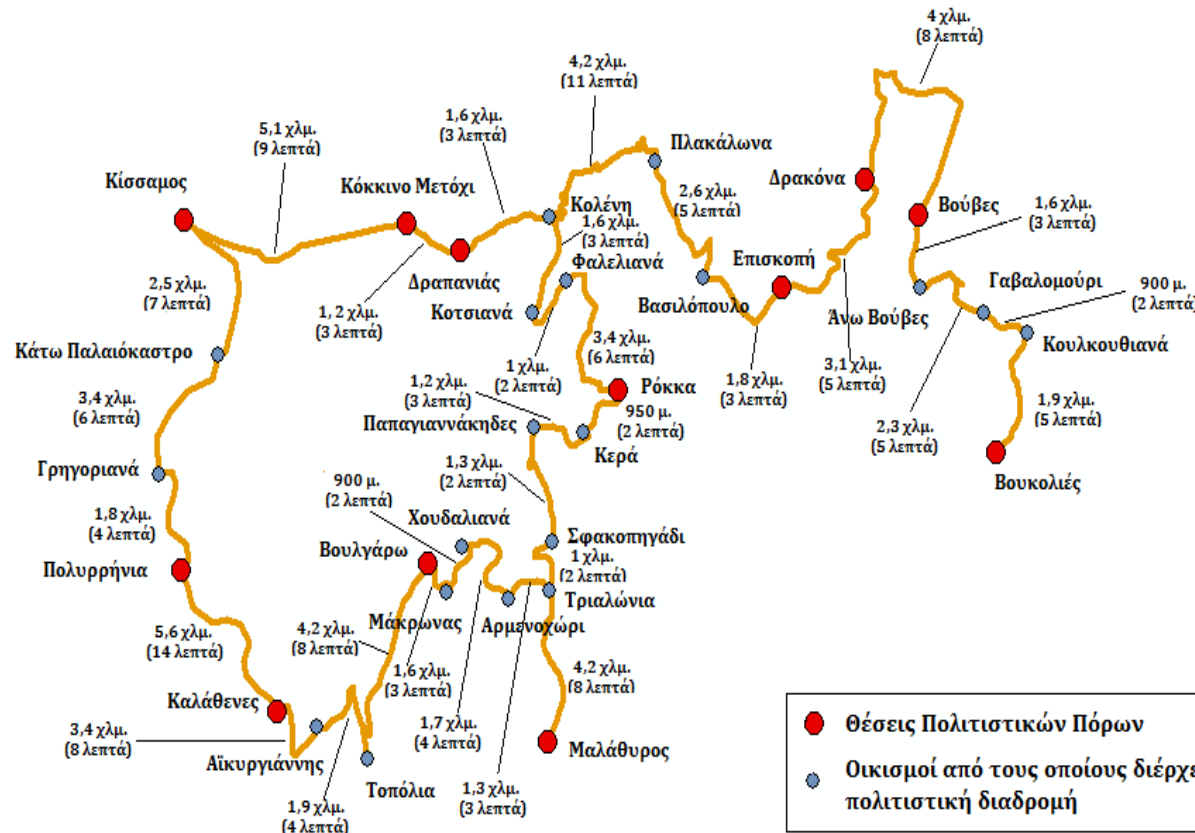 4 χλμ.
(8 λεπτά)
4,2 χλμ.
(11 λεπτά)
1,6 χλμ.
(3 λεπτά)
5,1 χλμ.
(9 λεπτά)
Πλακάλωνα
Δρακόνα
Κίσσαμος
Κόκκινο Μετόχι
Κολένη
2,6 χλμ.
(5 λεπτά)
Βούβες
1,6 χλμ.
(3 λεπτά)
1,6 χλμ.
(3 λεπτά)
Φαλελιανά
Επισκοπή
2,5 χλμ.
(7 λεπτά)
Δραπανιάς
Γαβαλομούρι
900 μ.
(2 λεπτά)
1,2 χλμ.
(3 λεπτά)
Κοτσιανά
Βασιλόπουλο
Άνω Βούβες
Κουλκουθιανά
Κάτω Παλαιόκαστρο
3,4 χλμ.
(6 λεπτά)
1 χλμ.
(2 λεπτά)
1,8 χλμ.
(3 λεπτά)
3,1 χλμ.
(5 λεπτά)
1,2 χλμ.
(3 λεπτά)
Ρόκκα
3,4 χλμ.
(6 λεπτά)
1,9 χλμ.
(5 λεπτά)
Παπαγιαννάκηδες
950 μ.
(2 λεπτά)
2,3 χλμ.
(5 λεπτά)
Κερά
Γρηγοριανά
1,3 χλμ.
(2 λεπτά)
Βουκολιές
900 μ.
(2 λεπτά)
1,8 χλμ.
(4 λεπτά)
Χουδαλιανά
Σφακοπηγάδι
Βουλγάρω
1 χλμ.
(2 λεπτά)
Πολυρρήνια
Τριαλώνια
Μάκρωνας
Αρμενοχώρι
5,6 χλμ.
(14 λεπτά)
4,2 χλμ.
(8 λεπτά)
1,6 χλμ.
(3 λεπτά)
4,2 χλμ.
(8 λεπτά)
Καλάθενες
1,7 χλμ.
(4 λεπτά)
3,4 χλμ.
(8 λεπτά)
Αϊκυργιάννης
Μαλάθυρος
Τοπόλια
1,3 χλμ.
(3 λεπτά)
1,9 χλμ.
(4 λεπτά)
Θέσεις Πολιτιστικών Πόρων
Οικισμοί από τους οποίους διέρχε
πολιτιστική διαδρομή